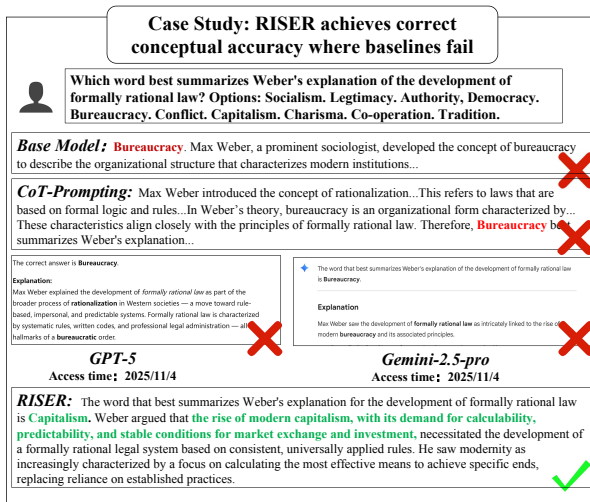 Case Study: RISER achieves correct
conceptual accuracy where baselines fail
Which word best summarizes Weber's explanation of the development of
formally rational law? Options: Socialism. Legtimacy. Authority, Democracy.
Bureaucracy. Conflict. Capitalism. Charisma. Co-operation. Tradition.
Base Model: Bureaucracy. Max Weber, a prominent sociologist, developed the concept of bureaucracy
to describe the organizational structure that characterizes modern institutions...
CoT-Prompting: Max Weber introduced the concept of rationalization...This refers to laws that are
based on formal logic and rules...In Weber's theory, bureaucracy is an organizational form characterized by...
These characteristics align closely with the principles of formally rational law. Therefore, Bureaucracy best
summarizes Weber's explanation...
The correct answer is Bureaucracy.
Explanation:
Max Weber explained the development of formally rational law as part of the
broader process of rationalization in Western societies — a move toward rule-
based, impersonal, and predictable systems. Formally rational law is characterized
by systematic rules, written codes, and professional legal administration — all
hallmarks of a bureaucratic order.
GPT-5
Access time: 2025/11/4
The word that best summarizes Weber's explanation of the development of formally rational law
is Bureaucracy.
Explanation
Max Weber saw the development of formally rational law as intricately linked to the rise of
modern bureaucracy and its associated principles.
Gemini-2.5-pro
Access time: 2025/11/4
RISER: The word that best summarizes Weber's explanation for the development of formally rational law
is Capitalism. Weber argued that the rise of modern capitalism, with its demand for calculability,
predictability, and stable conditions for market exchange and investment, necessitated the development of
a formally rational legal system based on consistent, universally applied rules. He saw modernity as
increasingly characterized by a focus on calculating the most effective means to achieve specific ends,
replacing reliance on established practices.